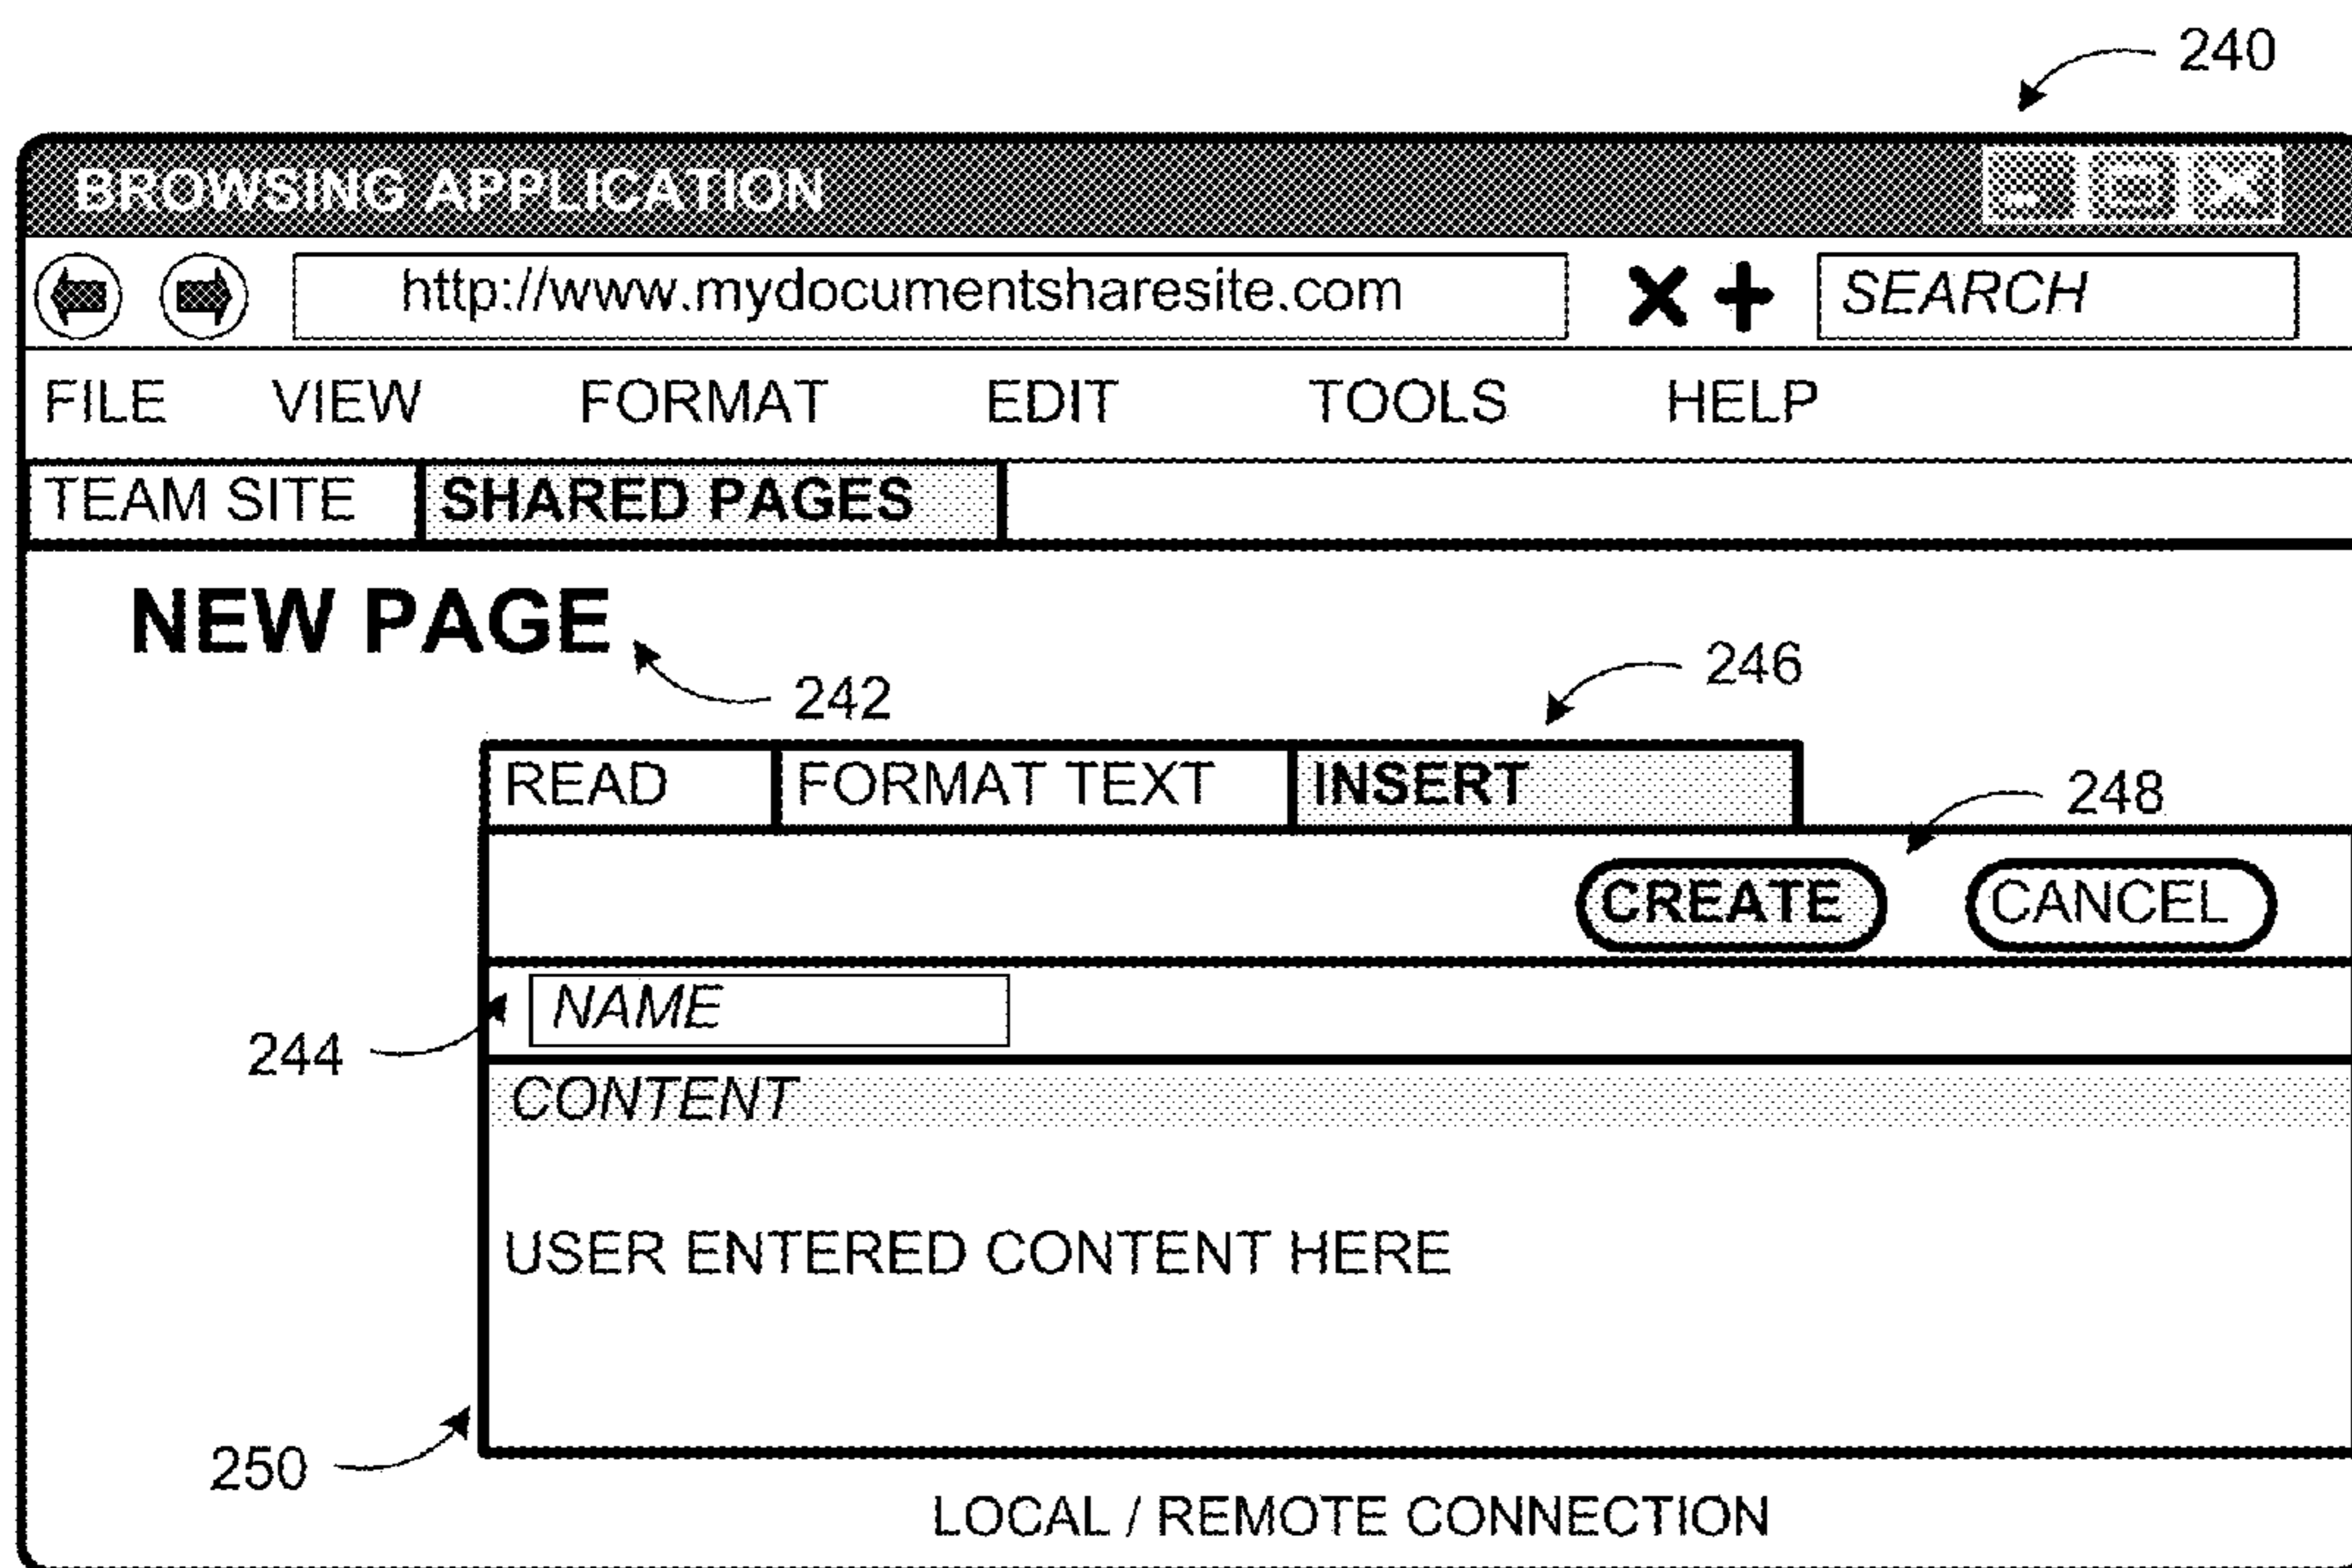 240
BROWSING APPLICATION
http://www.mydocumentsharesite.com SEARCH
FILE VIEW FORMAT EDIT TOOLS HELP
TEAM SITE SHARED PAGES
NEW PAGE
242
246
READ FORMAT TEXT INSERT
248
CREATE CANCEL
NAME
244
CONTENT
USER ENTERED CONTENT HERE
250
LOCAL / REMOTE CONNECTION